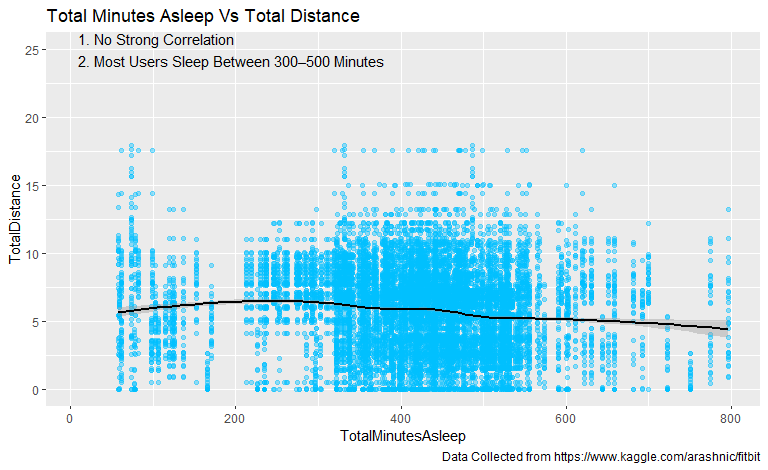 Total Minutes Asleep Vs Total Distance
1. No Strong Correlation
2. Most Users Sleep Between 300–500 Minutes
TotalDistance
25
20
15
10
5
0
0 200 400 600 800
TotalMinutesAsleep
Data Collected from https://www.kaggle.com/arashnic/fitbit